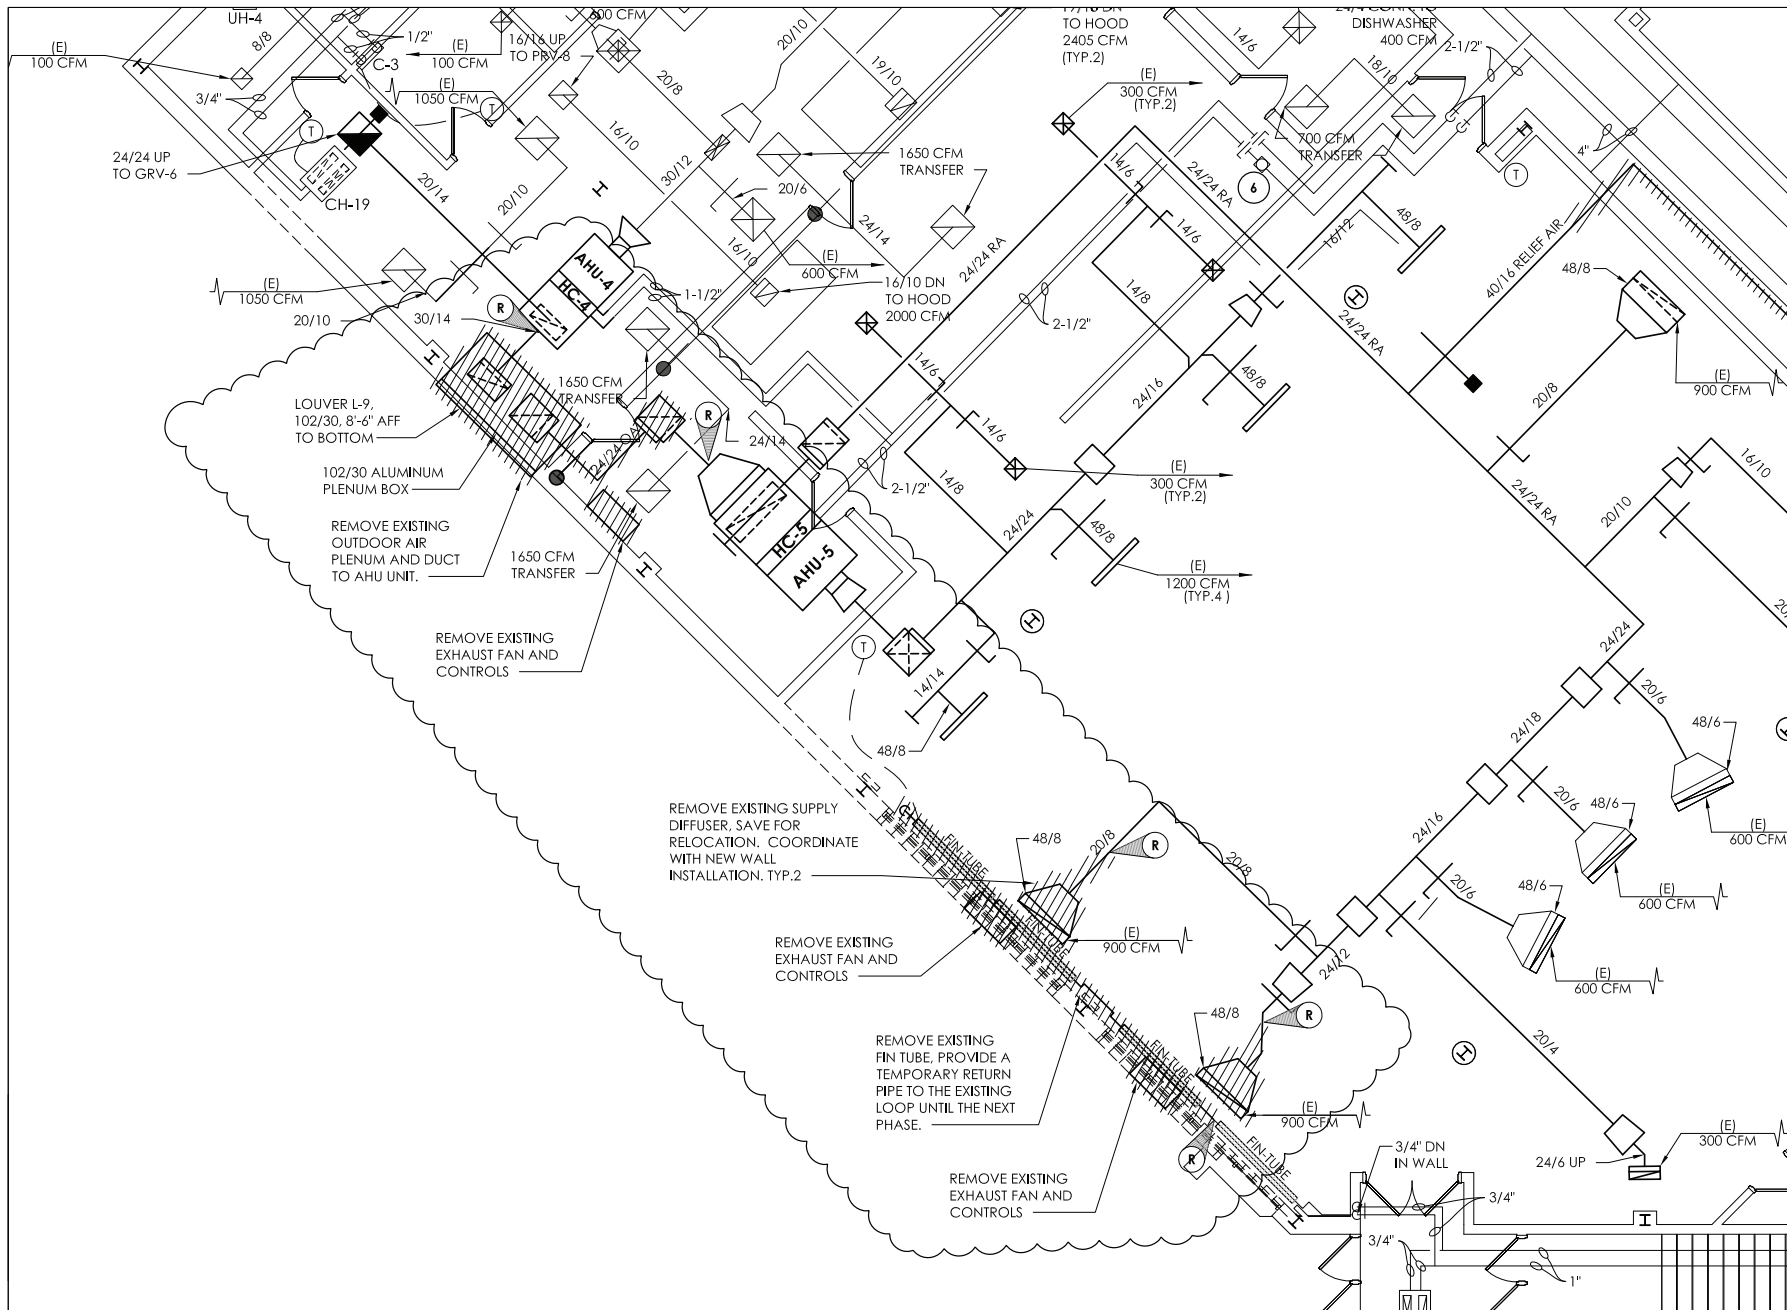 UH-4
(E)
100 CFM
8/8
1/2"
C-3
(E)
100 CFM
(E)
1050 CFM
3/4"
T
T
16/16 UP
TO PRV-8
20/8
20/10
19/10
17/18 DN
TO HOOD
2405 CFM
(TYP.2)
(E)
300 CFM
(TYP.2)
14/6
DISHWASHER
400 CFM
2-1/2"
18/10
700 CFM
TRANSFER
4"
T
24/24 UP
TO GRV-6
CH-19
20/14
20/10
16/10
30/12
20/6
16/10
1650 CFM
TRANSFER
24/14
(E)
600 CFM
16/10 DN
TO HOOD
2000 CFM
14/6
24/24 RA
6
14/6
24/24 RA
14/8
2-1/2"
16/12
48/8
40/16 RELIEF AIR
48/8
(E)
900 CFM
(E)
1050 CFM
20/10
30/14
R
AHU-4
HC-4
1-1/2"
1650 CFM
TRANSFER
LOUVER L-9,
102/30, 8'-6" AFF
TO BOTTOM
102/30 ALUMINUM
PLENUM BOX
REMOVE EXISTING
OUTDOOR AIR
PLENUM AND DUCT
TO AHU UNIT.
24/24 OA
R
24/14
1650 CFM
TRANSFER
HC-5
AHU-5
2-1/2"
14/6
14/6
14/8
24/16
48/8
24/24
(E)
300 CFM
(TYP.2)
48/8
(E)
1200 CFM
(TYP.4 )
24/24 RA
20/8
24/24 RA
20/10
16/10
REMOVE EXISTING
EXHAUST FAN AND
CONTROLS
T
14/14
48/8
24/24
20/6
48/6
24/18
(E)
600 CFM
20/6
48/6
(E)
600 CFM
24/16
20/6
48/6
(E)
600 CFM
REMOVE EXISTING SUPPLY
DIFFUSER, SAVE FOR
RELOCATION. COORDINATE
WITH NEW WALL
INSTALLATION. TYP.2
FIN-TUBE
48/8
20/8
R
20/8
(E)
900 CFM
24/12
FIN-TUBE
REMOVE EXISTING
EXHAUST FAN AND
CONTROLS
48/8
R
REMOVE EXISTING
FIN TUBE, PROVIDE A
TEMPORARY RETURN
PIPE TO THE EXISTING
LOOP UNTIL THE NEXT
PHASE.
FIN-TUBE
(E)
900 CFM
20/4
(E)
300 CFM
24/6 UP
R
FIN-TUBE
3/4" DN
IN WALL
REMOVE EXISTING
EXHAUST FAN AND
CONTROLS
3/4"
3/4"
1"